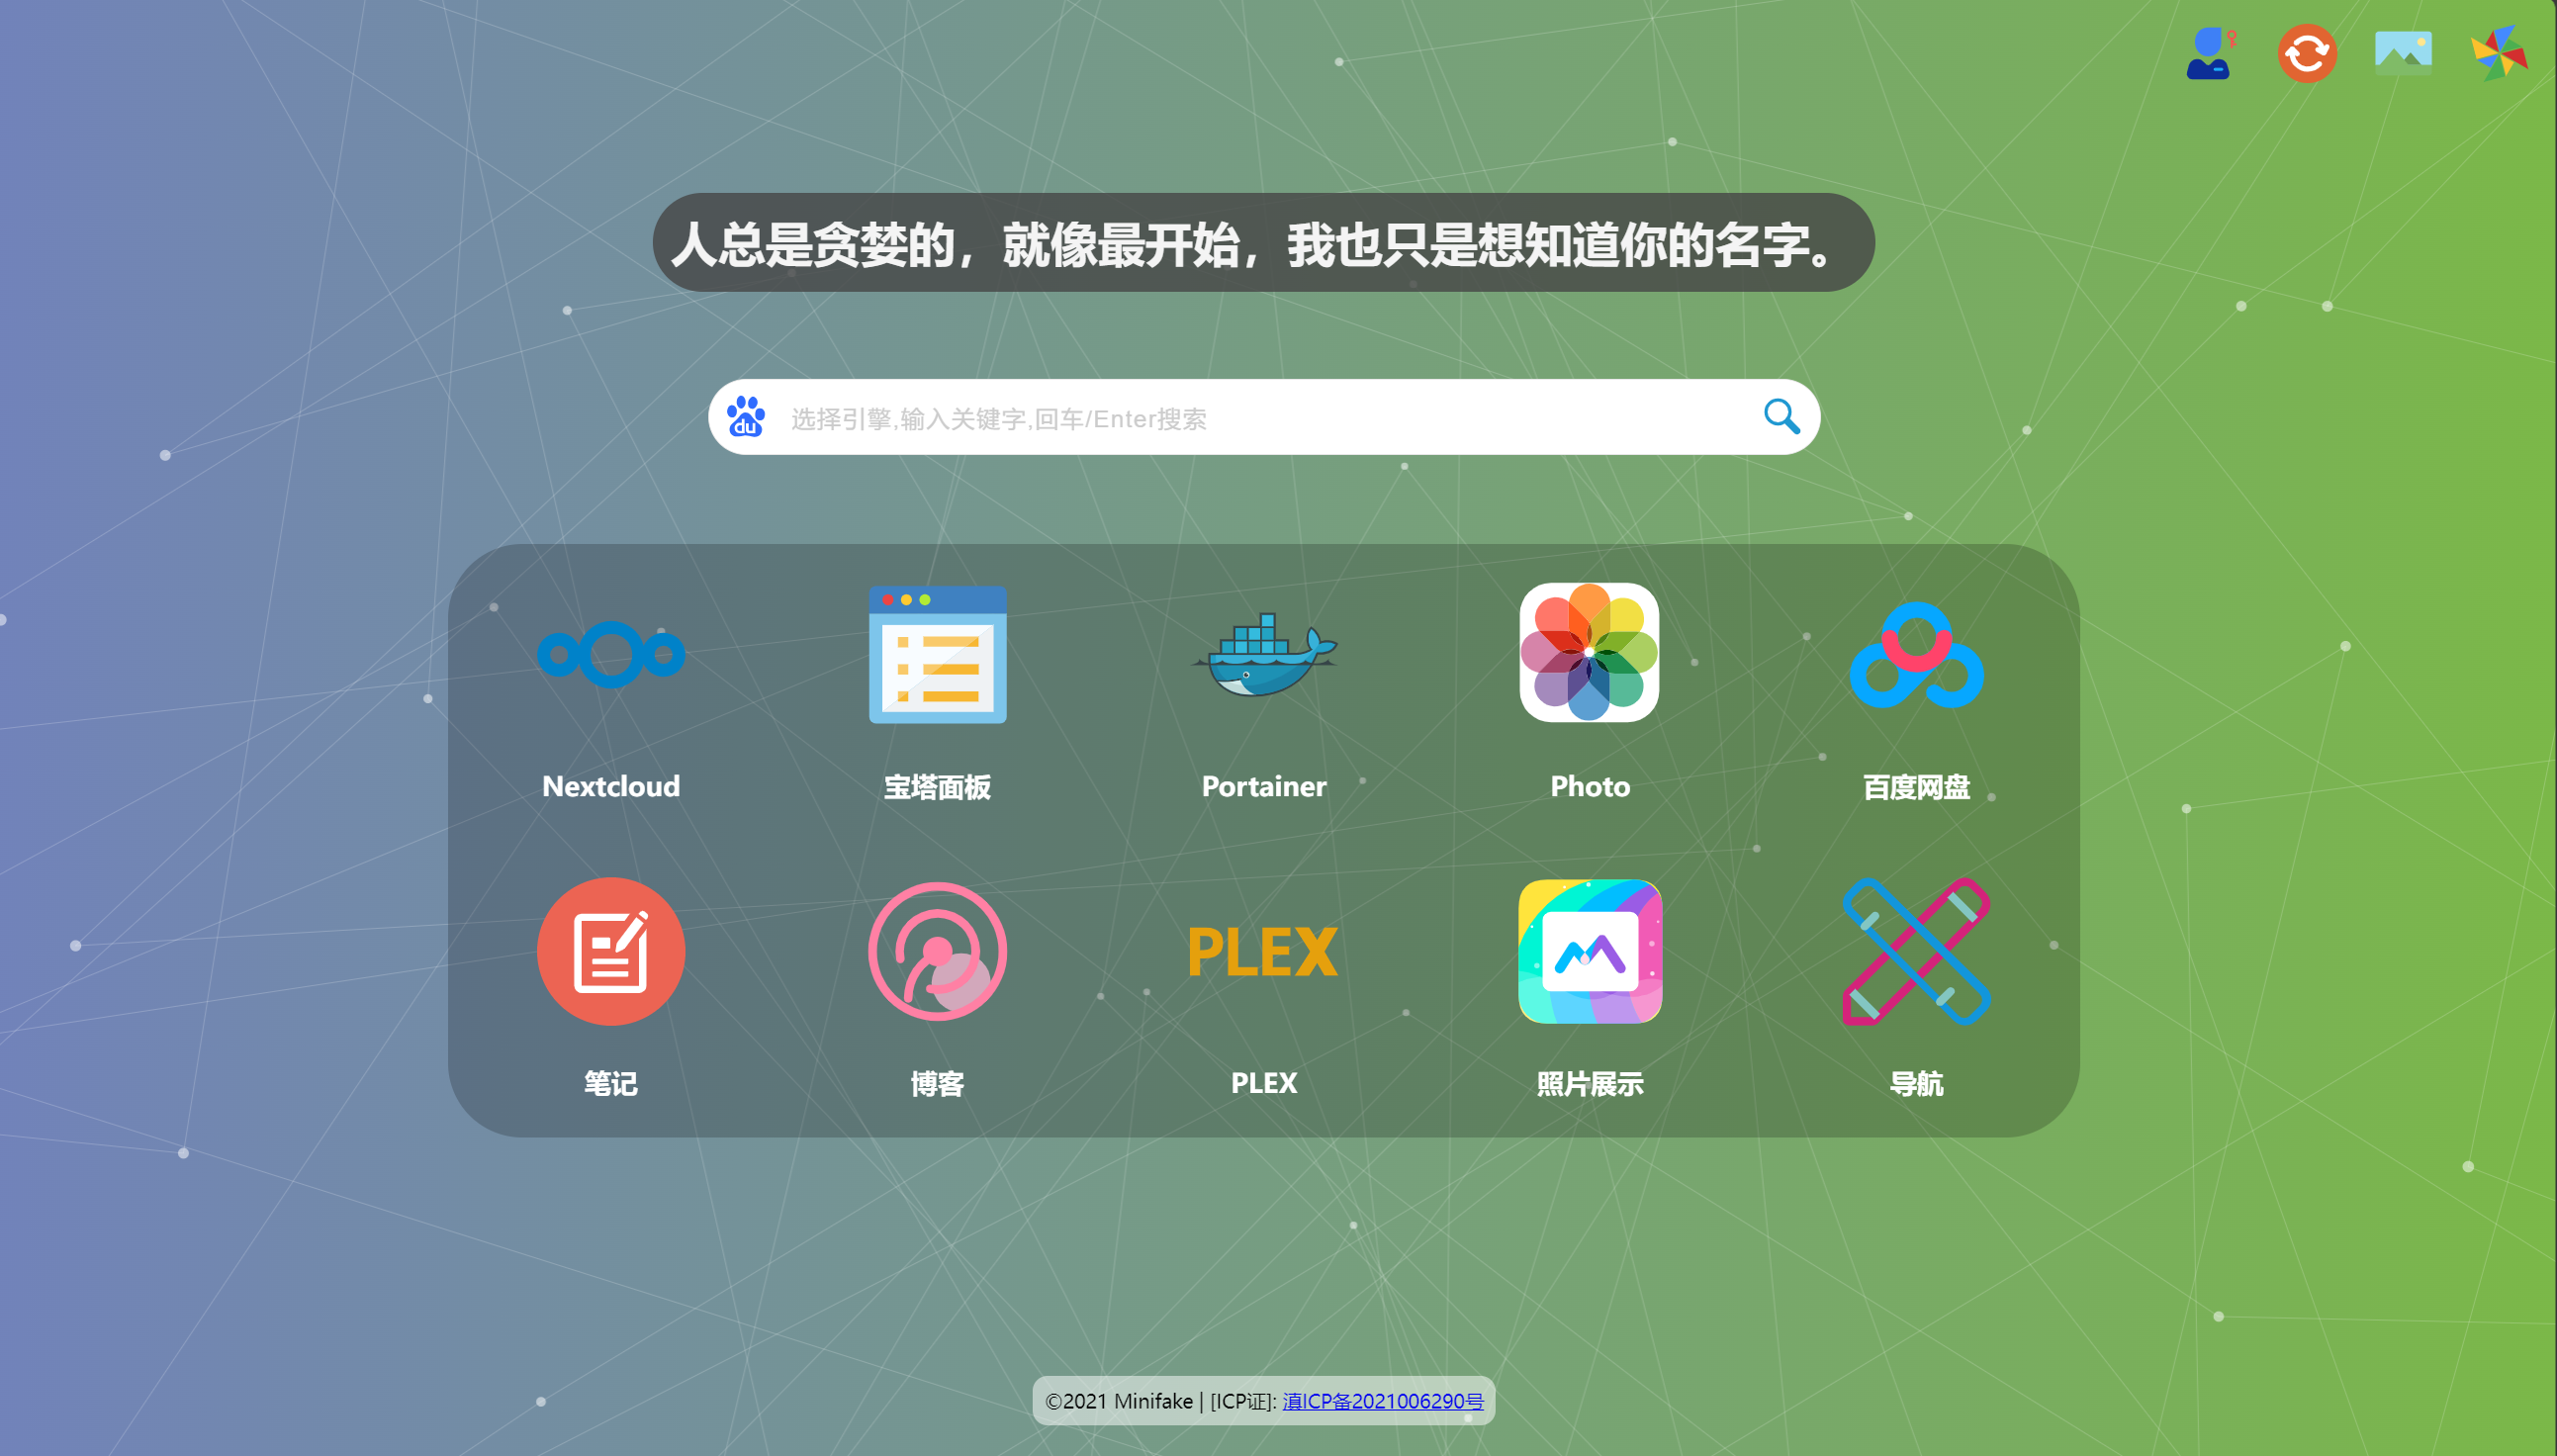 人总是贪婪的，就像最开始，我也只是想知道你的名字。
du
选择引擎,输入关键字,回车/Enter搜索
Nextcloud
宝塔面板
Portainer
Photo
百度网盘
PLEX
笔记
博客
PLEX
照片展示
导航
©2021 Minifake | [ICP证]: 滇ICP备2021006290号